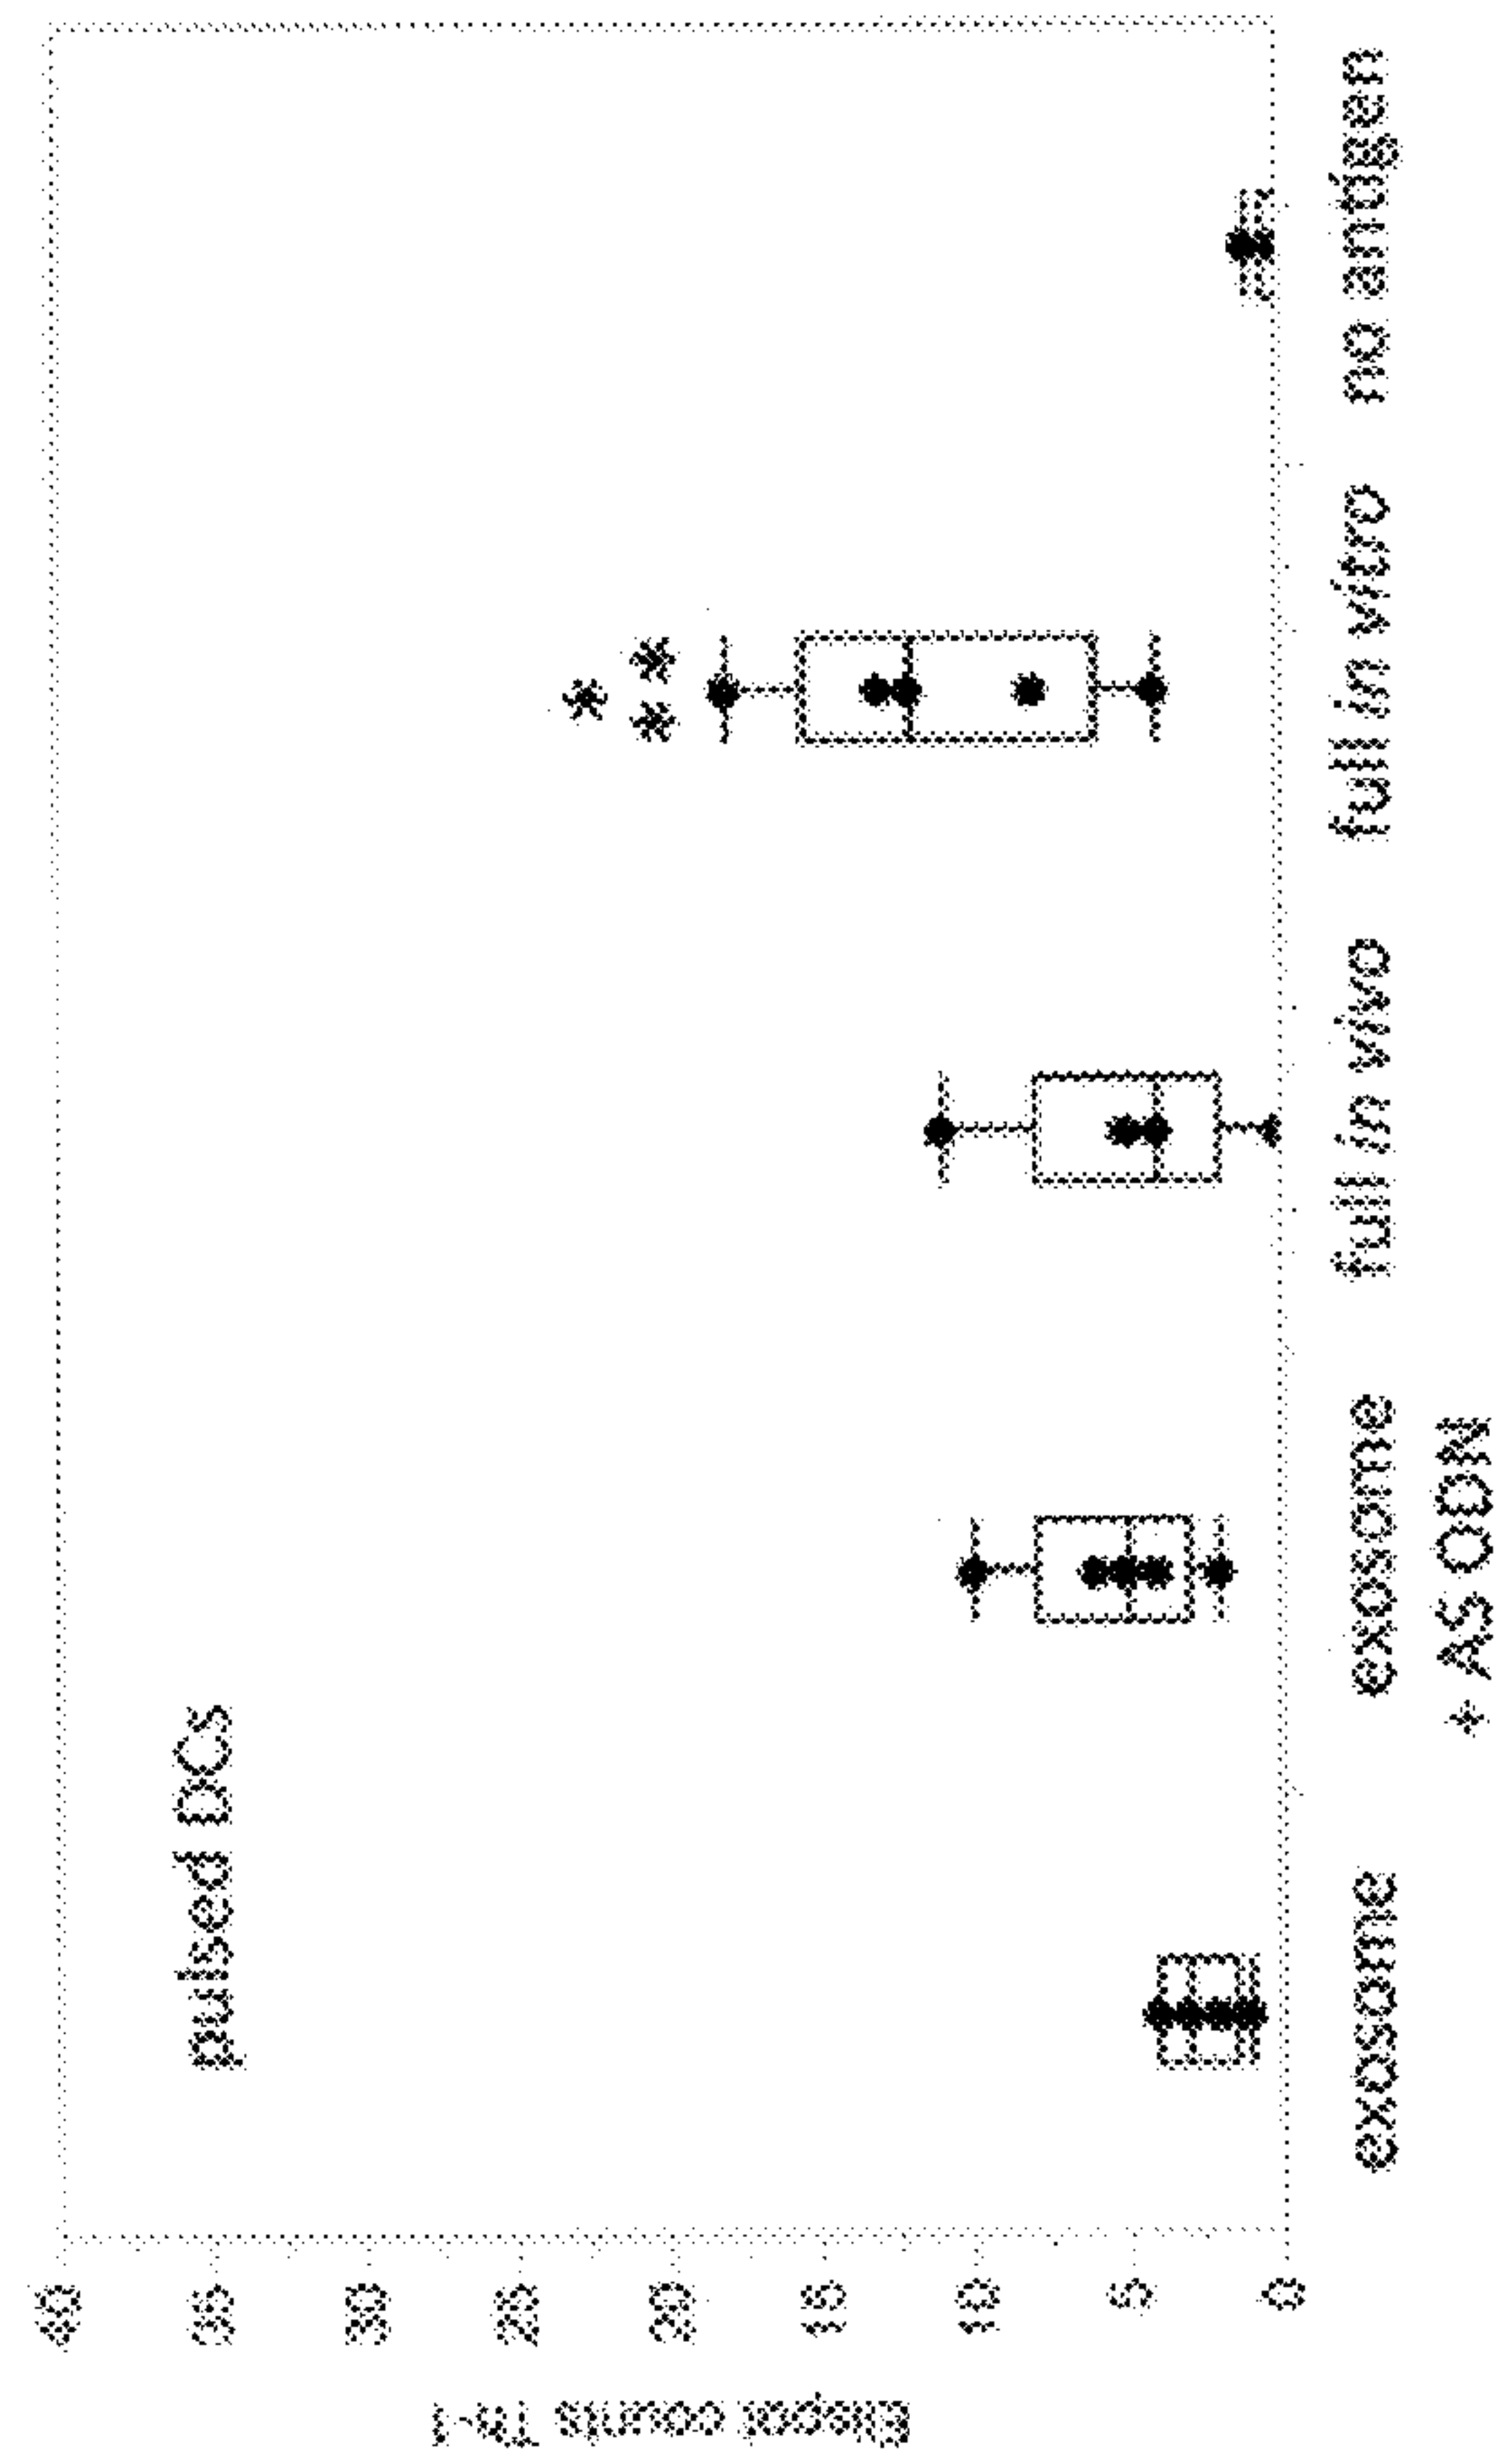 pulsed DCs
Elispot counts Th-1
40
35
30
25
20
15
10
5
0
*
**
exosome
exosome
+ AS ODN
full in vivo
full in vitro
no antigen